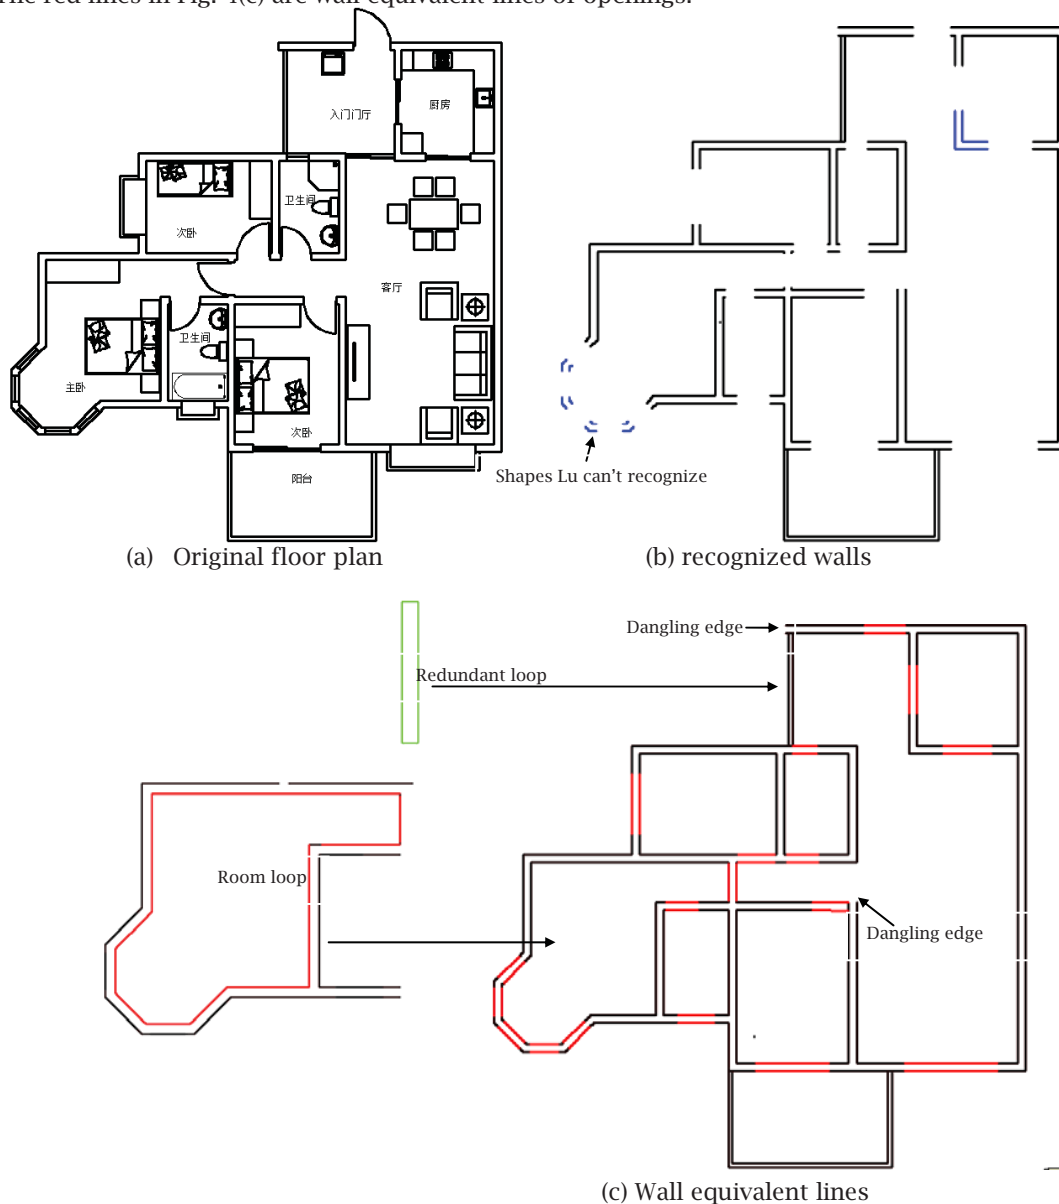 The red lines in Fig. 4(c) are wall equivalent lines of openings.
入门门厅
厨房
卫生间
次卧
客厅
卫生间
主卧
次卧
阳台
Shapes Lu can't recognize
(a) Original floor plan
(b) recognized walls
Dangling edge
Redundant loop
Room loop
Dangling edge
(c) Wall equivalent lines